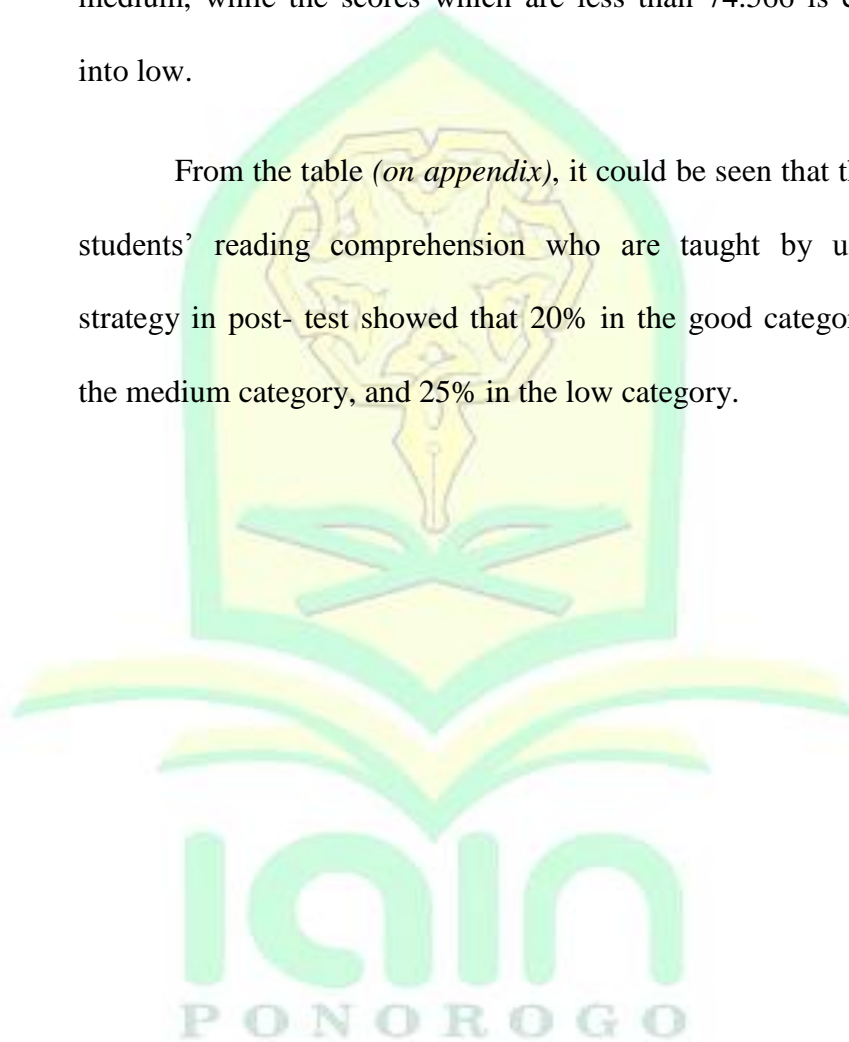 medium, while the scores which are less than 74.566 is
into low.
From the table (on appendix), it could be seen that
students’ reading comprehension who are taught by
strategy in post- test showed that 20% in the good
the medium category, and 25% in the low category.
IAIN
PONOROGO